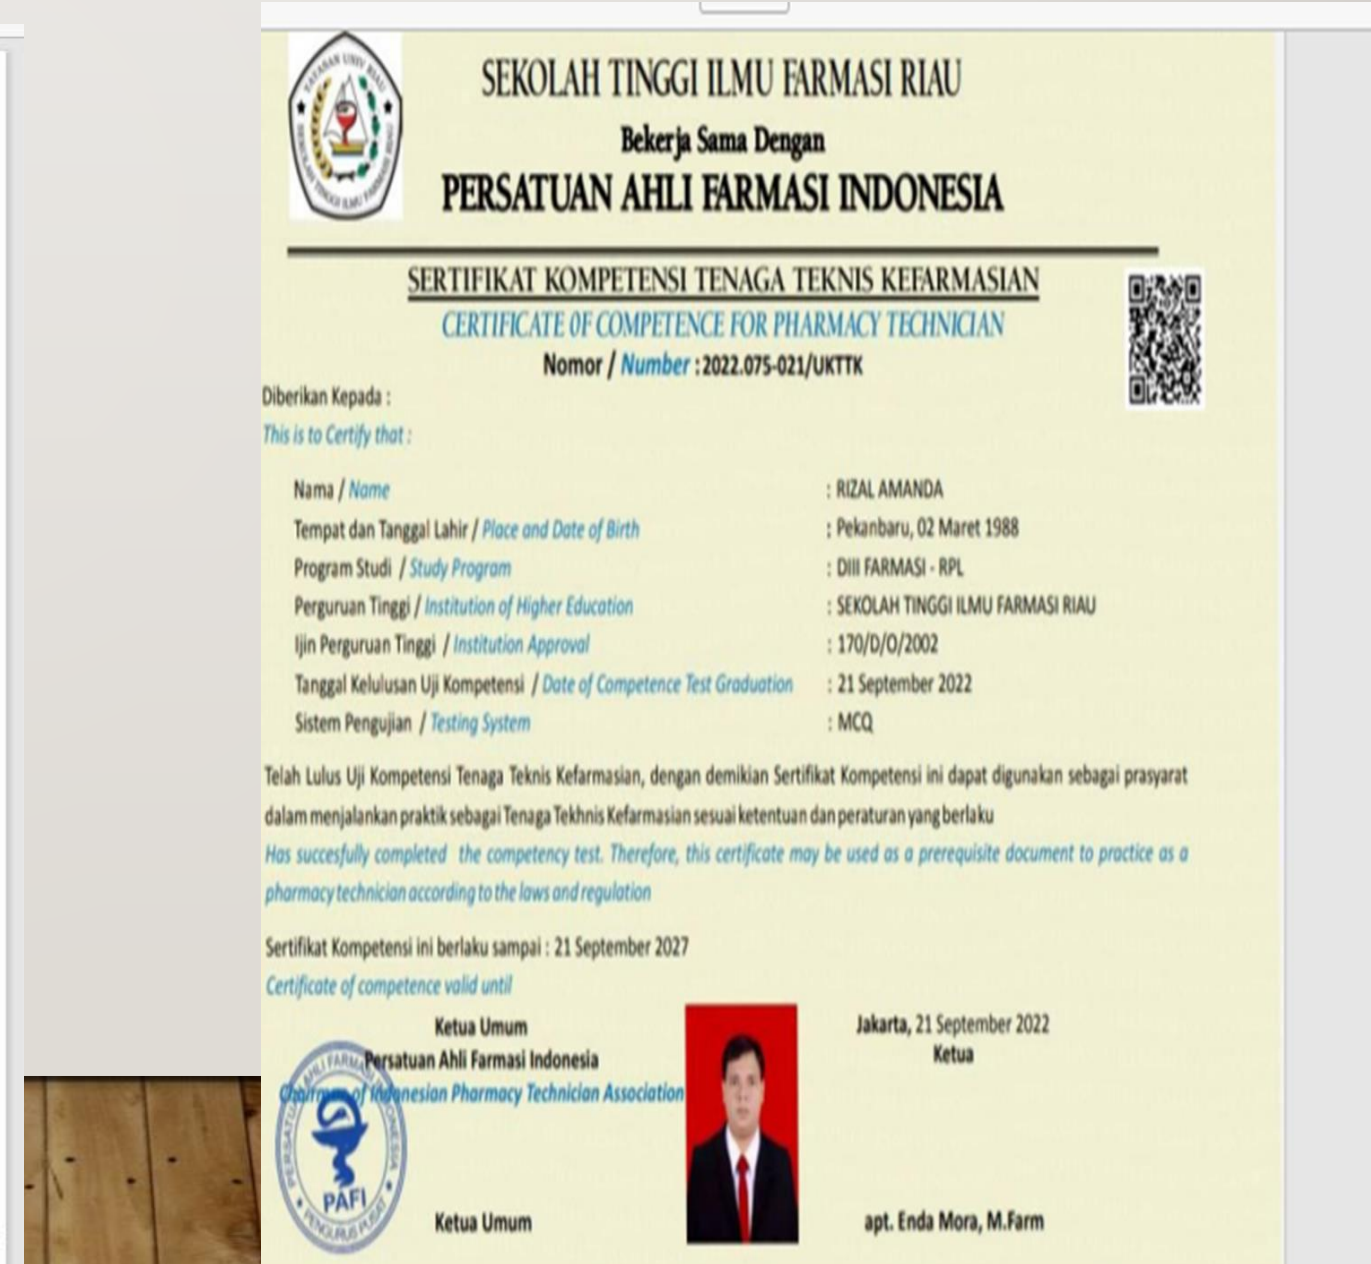 SEKOLAH TINGGI ILMU FARMASI RIAU
Bekerja Sama Dengan
PERSATUAN AHLI FARMASI INDONESIA
SERTIFIKAT KOMPETENSI TENAGA TEKNIS KEFARMASIAN
CERTIFICATE OF COMPETENCE FOR PHARMACY TECHNICIAN
Nomor / Number : 2022.075-021/UKTTK
Diberikan Kepada :
This is to Certify that :
Nama / Name : RIZAL AMANDA
Tempat dan Tanggal Lahir / Place and Date of Birth : Pekanbaru, 02 Maret 1988
Program Studi / Study Program : DIII FARMASI - RPL
Perguruan Tinggi / Institution of Higher Education : SEKOLAH TINGGI ILMU FARMASI RIAU
Ijin Perguruan Tinggi / Institution Approval : 170/D/O/2002
Tanggal Kelulusan Uji Kompetensi / Date of Competence Test Graduation : 21 September 2022
Sistem Pengujian / Testing System : MCQ
Telah Lulus Uji Kompetensi Tenaga Teknis Kefarmasian, dengan demikian Sertifikat Kompetensi ini dapat digunakan sebagai prasyarat
dalam menjalankan praktik sebagai Tenaga Tekhnis Kefarmasian sesuai ketentuan dan peraturan yang berlaku
Has succesfully completed the competency test. Therefore, this certificate may be used as a prerequisite document to practice as a
pharmacy technician according to the laws and regulation
Sertifikat Kompetensi ini berlaku sampai : 21 September 2027
Certificate of competence valid until
Ketua Umum
Persatuan Ahli Farmasi Indonesia
Chairman of Indonesian Pharmacy Technician Association
PERSATUAN AHLI FARMASI INDONESIA
PAFI
PENGURUS PUSAT
Ketua Umum
Jakarta, 21 September 2022
Ketua
apt. Enda Mora, M.Farm